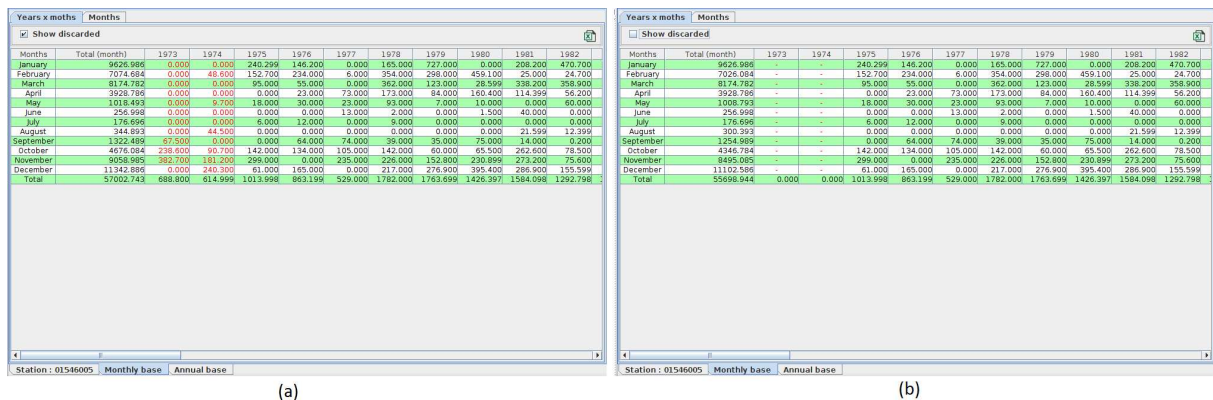 Years x moths Months
Show discarded
Months Total (month) 1973 1974 1975 1976 1977 1978 1979 1980 1981 1982
January 9626.986 0.000 0.000 240.299 146.200 0.000 165.000 727.000 0.000 208.200 470.700
February 7074.684 0.000 48.600 152.700 234.000 6.000 354.000 298.000 459.100 25.000 24.700
March 8174.782 0.000 0.000 95.000 55.000 0.000 362.000 123.000 28.599 338.200 358.900
April 3928.786 0.000 0.000 0.000 23.000 73.000 173.000 84.000 160.400 114.399 56.200
May 1018.493 0.000 9.700 18.000 30.000 23.000 93.000 7.000 10.000 0.000 60.000
June 256.998 0.000 0.000 0.000 0.000 13.000 2.000 0.000 1.500 40.000 0.000
July 176.696 0.000 0.000 6.000 12.000 0.000 9.000 0.000 0.000 0.000 0.000
August 344.893 0.000 44.500 0.000 0.000 0.000 0.000 0.000 0.000 21.599 12.399
September 1322.489 67.500 0.000 0.000 64.000 74.000 39.000 35.000 75.000 14.000 0.200
October 4676.084 238.600 90.700 142.000 134.000 105.000 142.000 60.000 65.500 262.600 78.500
November 9058.985 382.700 181.200 299.000 0.000 235.000 226.000 152.800 230.899 273.200 75.600
December 11342.886 0.000 240.300 61.000 165.000 0.000 217.000 276.900 395.400 286.900 155.599
Total 57002.743 688.800 614.999 1013.998 863.199 529.000 1782.000 1763.699 1426.397 1584.098 1292.798
Station : 01546005 Monthly base Annual base
(a)
Years x moths Months
Show discarded
Months Total (month) 1973 1974 1975 1976 1977 1978 1979 1980 1981 1982
January 9626.986 - - 240.299 146.200 0.000 165.000 727.000 0.000 208.200 470.700
February 7026.084 - - 152.700 234.000 6.000 354.000 298.000 459.100 25.000 24.700
March 8174.782 - - 95.000 55.000 0.000 362.000 123.000 28.599 338.200 358.900
April 3928.786 - - 0.000 23.000 73.000 173.000 84.000 160.400 114.399 56.200
May 1008.793 - - 18.000 30.000 23.000 93.000 7.000 10.000 0.000 60.000
June 256.998 - - 0.000 0.000 13.000 2.000 0.000 1.500 40.000 0.000
July 176.696 - - 6.000 12.000 0.000 9.000 0.000 0.000 0.000 0.000
August 300.393 - - 0.000 0.000 0.000 0.000 0.000 0.000 21.599 12.399
September 1254.989 - - 0.000 64.000 74.000 39.000 35.000 75.000 14.000 0.200
October 4346.784 - - 142.000 134.000 105.000 142.000 60.000 65.500 262.600 78.500
November 8495.085 - - 299.000 0.000 235.000 226.000 152.800 230.899 273.200 75.600
December 11102.586 - - 61.000 165.000 0.000 217.000 276.900 395.400 286.900 155.599
Total 55698.944 0.000 0.000 1013.998 863.199 529.000 1782.000 1763.699 1426.397 1584.098 1292.798
Station : 01546005 Monthly base Annual base
(b)